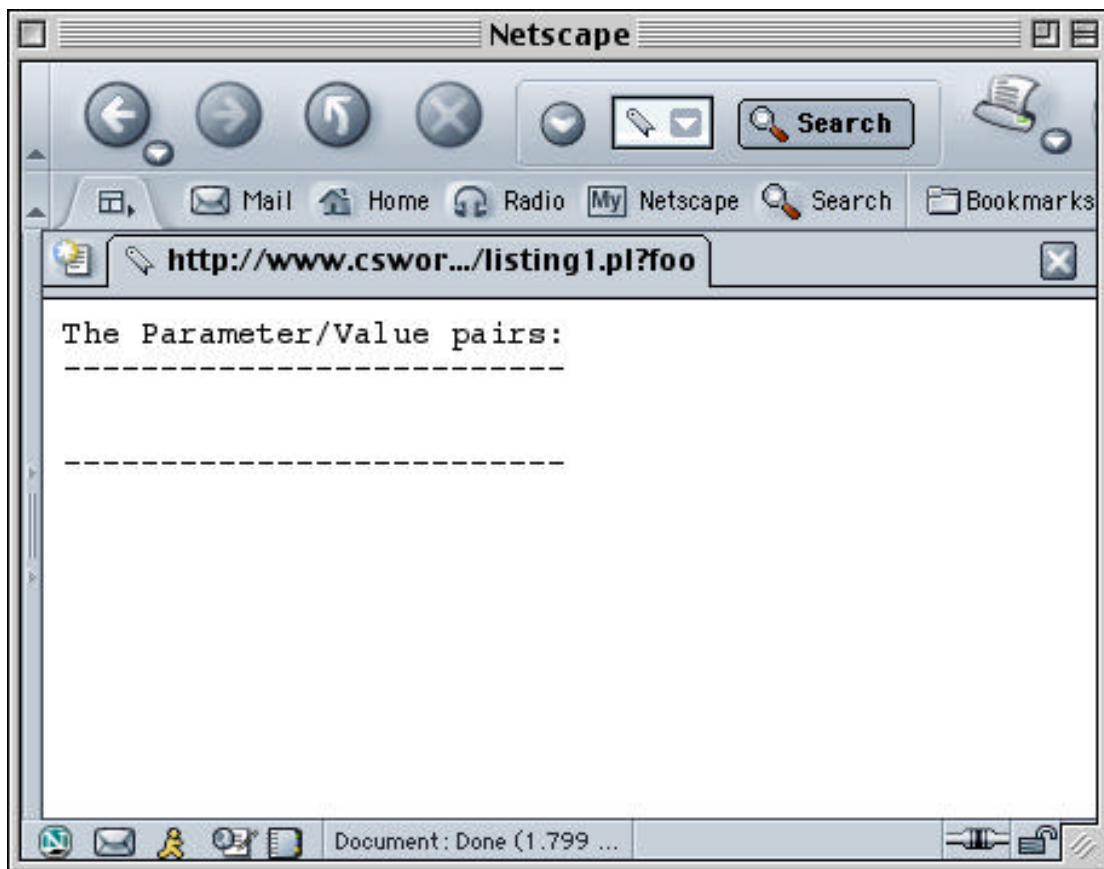 Netscape
Search
Mail Home Radio My Netscape Search Bookmarks
http://www.cswor.../listing1.pl?foo
The Parameter/Value pairs:
--------------------------
--------------------------
Document: Done (1.799 ...